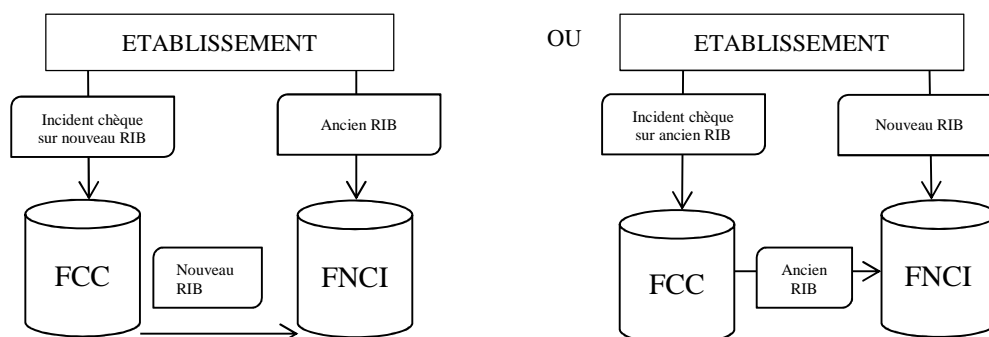 ETABLISSEMENT
Incident chèque
sur nouveau RIB
Ancien RIB
FCC
Nouveau
RIB
FNCI
OU
ETABLISSEMENT
Incident chèque
sur ancien RIB
Nouveau RIB
FCC
Ancien
RIB
FNCI